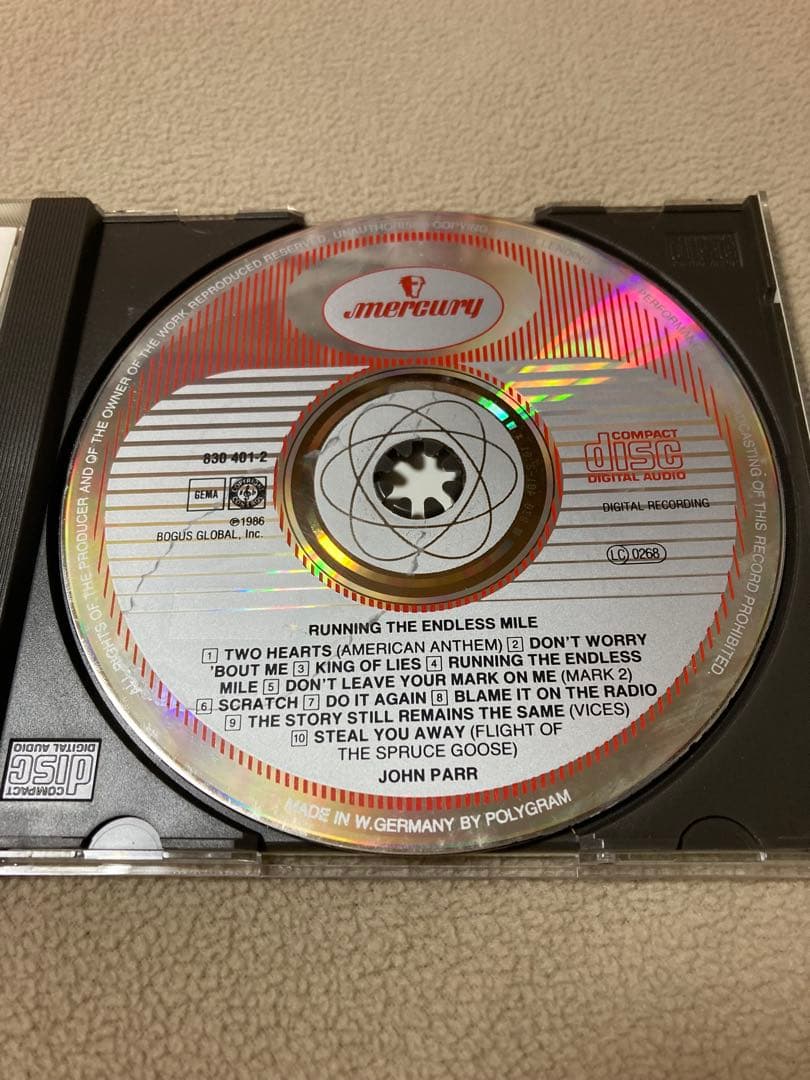 mercury
830 401-2
GEMA
℗1986
BOGUS GLOBAL, Inc.
COMPACT
disc
DIGITAL AUDIO
DIGITAL RECORDING
LC 0268
RUNNING THE ENDLESS MILE
1 TWO HEARTS (AMERICAN ANTHEM) 2 DON'T WORRY
'BOUT ME 3 KING OF LIES 4 RUNNING THE ENDLESS
MILE 5 DON'T LEAVE YOUR MARK ON ME (MARK 2)
6 SCRATCH 7 DO IT AGAIN 8 BLAME IT ON THE RADIO
9 THE STORY STILL REMAINS THE SAME (VICES)
10 STEAL YOU AWAY (FLIGHT OF
THE SPRUCE GOOSE)
JOHN PARR
ALL RIGHTS OF THE PRODUCER AND OF THE OWNER OF THE WORK REPRODUCED RESERVED. UNAUTHORISED COPYING PERFORMAN ADCASTING OF THIS RECORD PROHIBITED.
MADE IN W.GERMANY BY POLYGRAM
COMPACT
disc
DIGITAL AUDIO